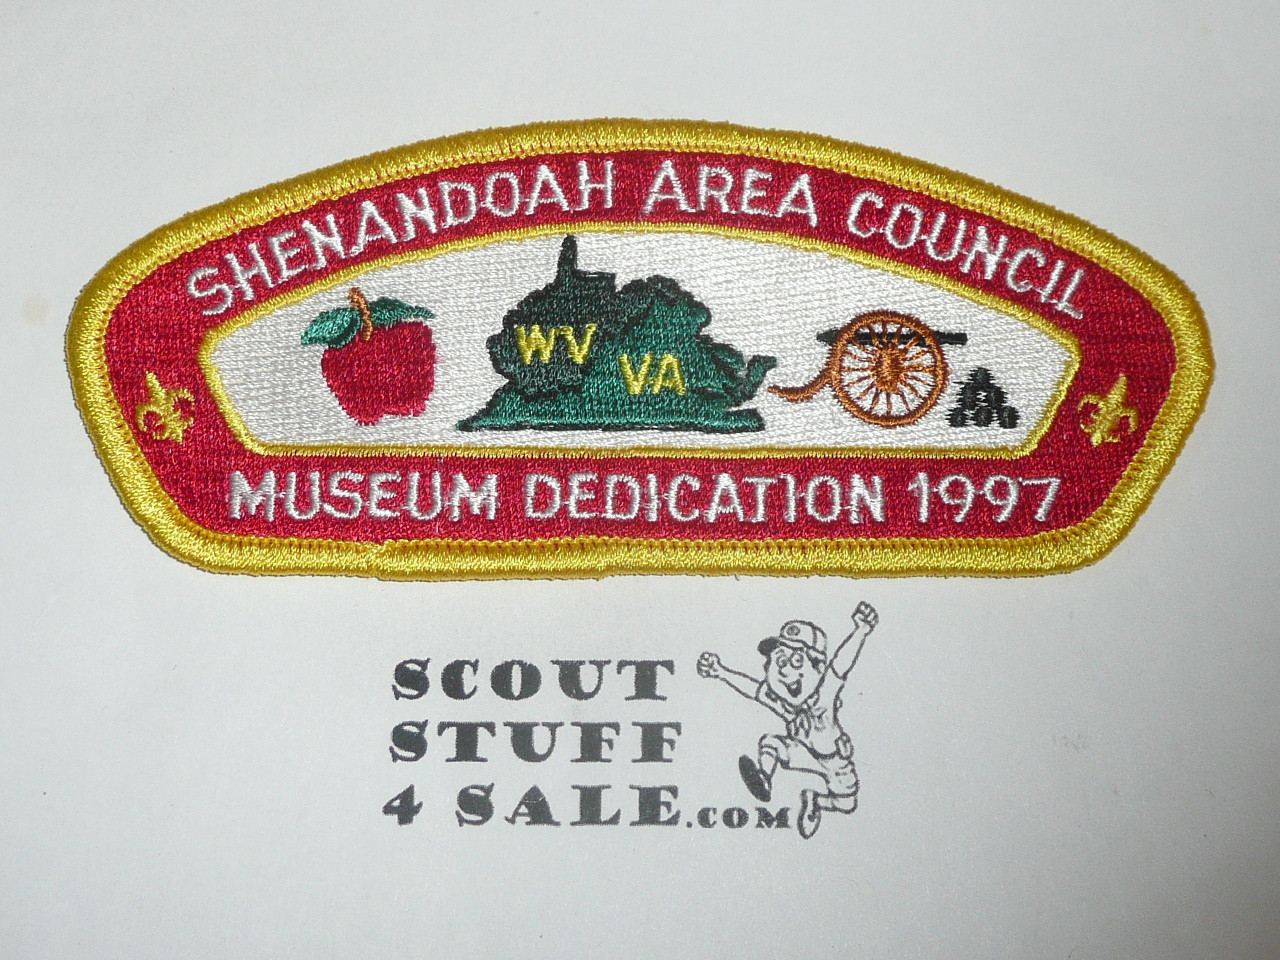 SHENANDOAH AREA COUNCIL
WV
VA
MUSEUM DEDICATION 1997
SCOUT
STUFF
4 SALE.COM